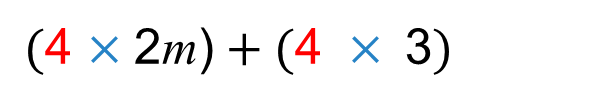 (4 × 2m) + (4 × 3)